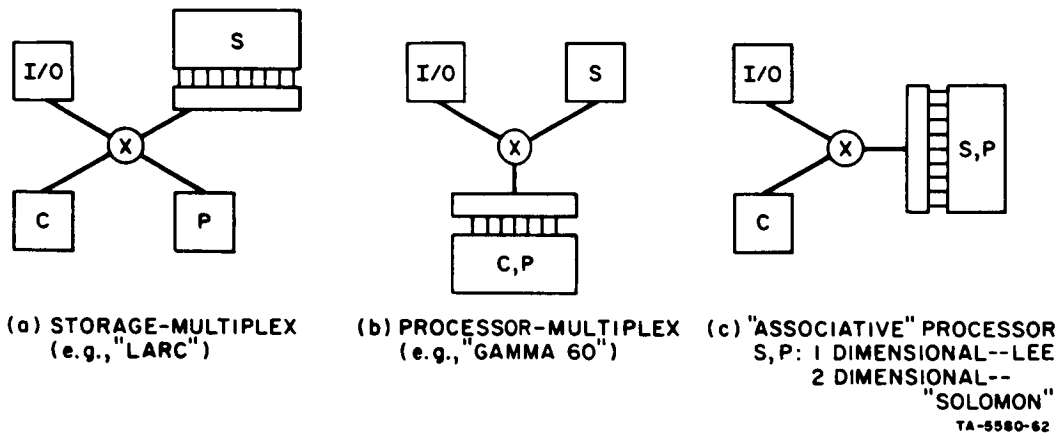 S
I/O
X
C
P
I/O
S
X
C,P
I/O
X
S,P
C
(a) STORAGE-MULTIPLEX
(e.g.,"LARC")
(b) PROCESSOR-MULTIPLEX
(e.g.,"GAMMA 60")
(c) "ASSOCIATIVE" PROCESSOR
S,P: 1 DIMENSIONAL--LEE
2 DIMENSIONAL--
"SOLOMON"
TA-5580-62